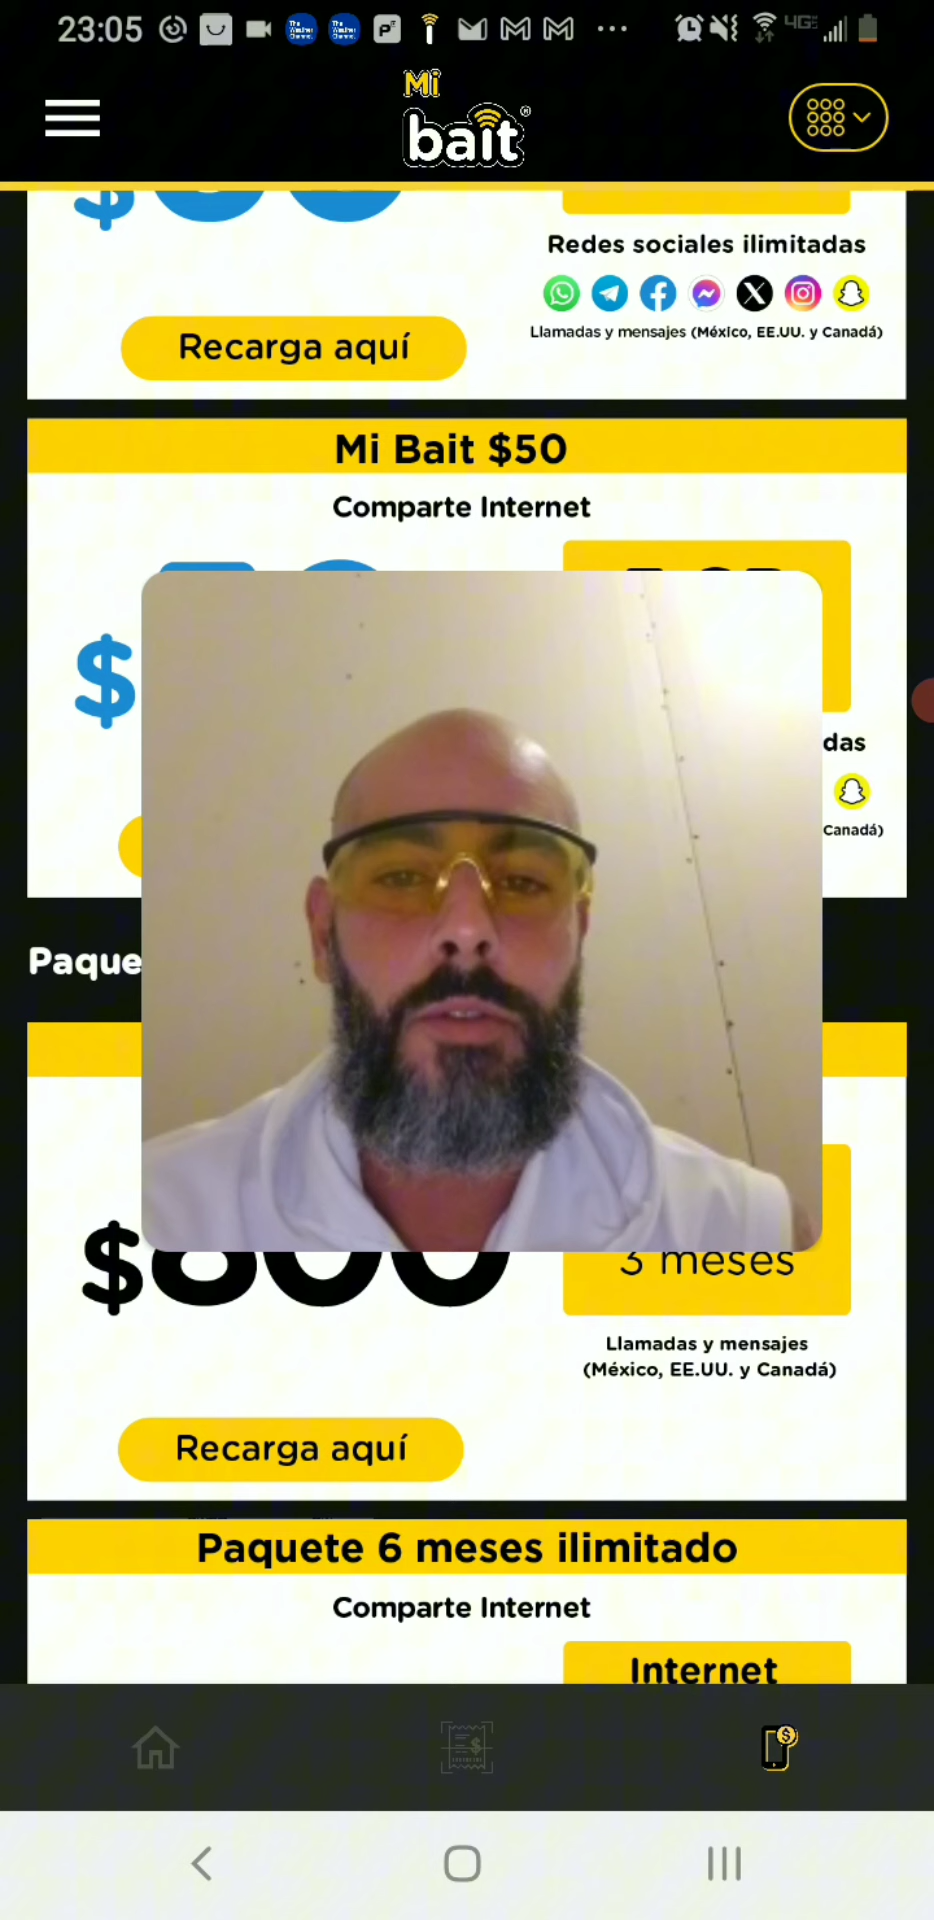 23:05
4G
Mi
bait
$
Redes sociales ilimitadas
Llamadas y mensajes (México, EE.UU. y Canadá)
Recarga aquí
Mi Bait $50
Comparte Internet
$
das
Canadá)
Paque
$800
3 meses
Llamadas y mensajes
(México, EE.UU. y Canadá)
Recarga aquí
Paquete 6 meses ilimitado
Comparte Internet
Internet